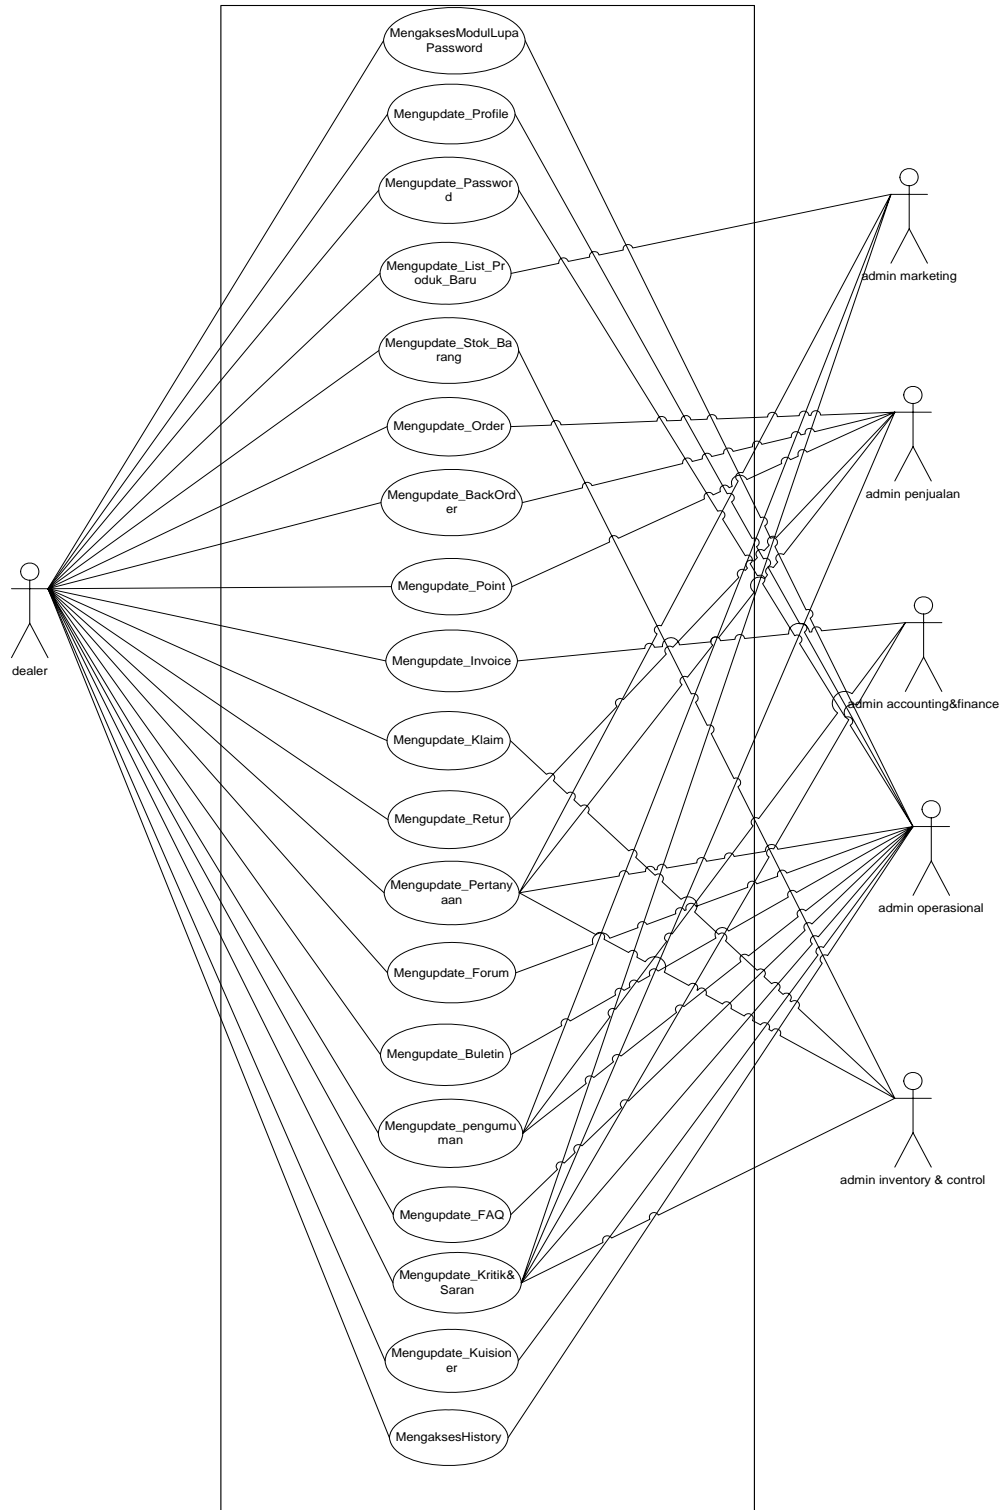 MengaksesModulLupa
Password
Mengupdate_Profile
Mengupdate_Passwor
d
Mengupdate_List_Pr
oduk_Baru
Mengupdate_Stok_Ba
rang
Mengupdate_Order
Mengupdate_BackOrd
er
Mengupdate_Point
Mengupdate_Invoice
Mengupdate_Klaim
Mengupdate_Retur
Mengupdate_Pertany
aan
Mengupdate_Forum
Mengupdate_Buletin
Mengupdate_pengumu
man
Mengupdate_FAQ
Mengupdate_Kritik&
Saran
Mengupdate_Kuision
er
MengaksesHistory
dealer
admin marketing
admin penjualan
admin accounting&finance
admin operasional
admin inventory & control